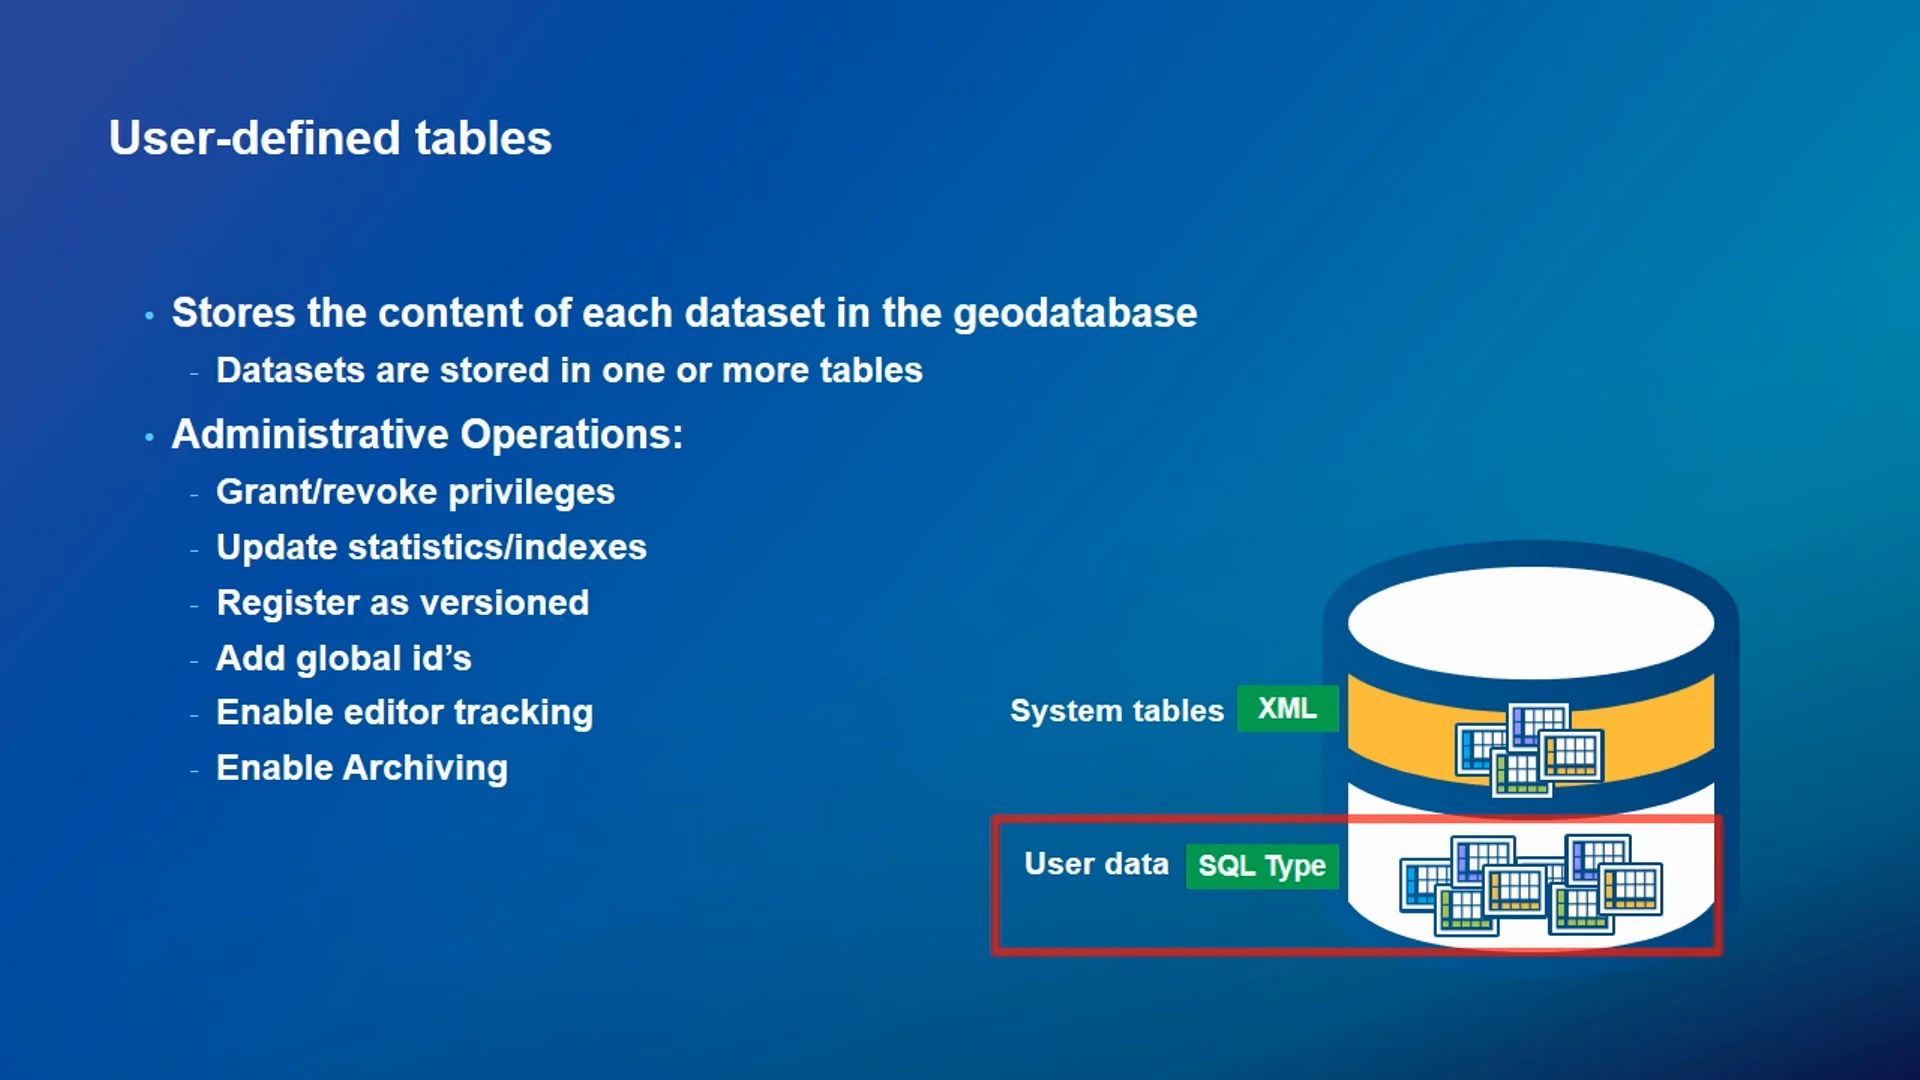 User-defined tables
• Stores the content of each dataset in the geodatabase
- Datasets are stored in one or more tables
• Administrative Operations:
- Grant/revoke privileges
- Update statistics/indexes
- Register as versioned
- Add global id’s
- Enable editor tracking
- Enable Archiving
System tables XML
User data SQL Type